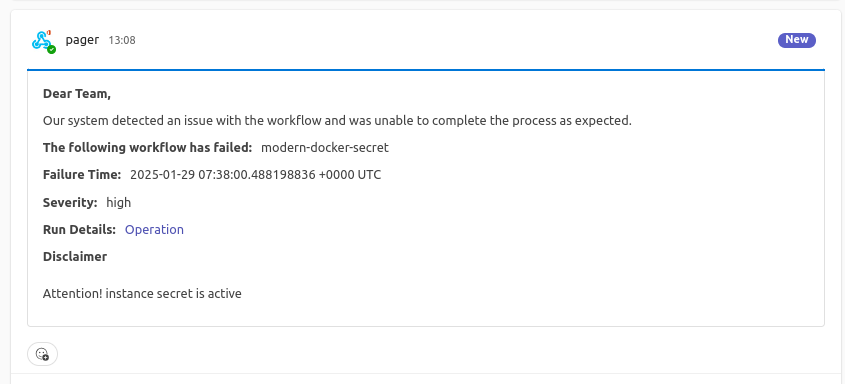 pager 13:08
New
Dear Team,
Our system detected an issue with the workflow and was unable to complete the process as expected.
The following workflow has failed: modern-docker-secret
Failure Time: 2025-01-29 07:38:00.488198836 +0000 UTC
Severity: high
Run Details: Operation
Disclaimer
Attention! instance secret is active